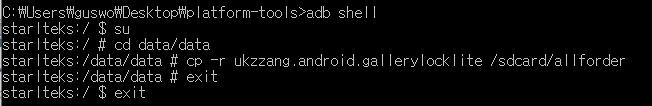 C:₩Users₩guswo₩Desktop₩platform-tools>adb shell
starlteks:/ $ su
starlteks:/ # cd data/data
starlteks:/data/data # cp -r ukzzang.android.gallerylocklite /sdcard/allforder
starlteks:/data/data # exit
starlteks:/ $ exit